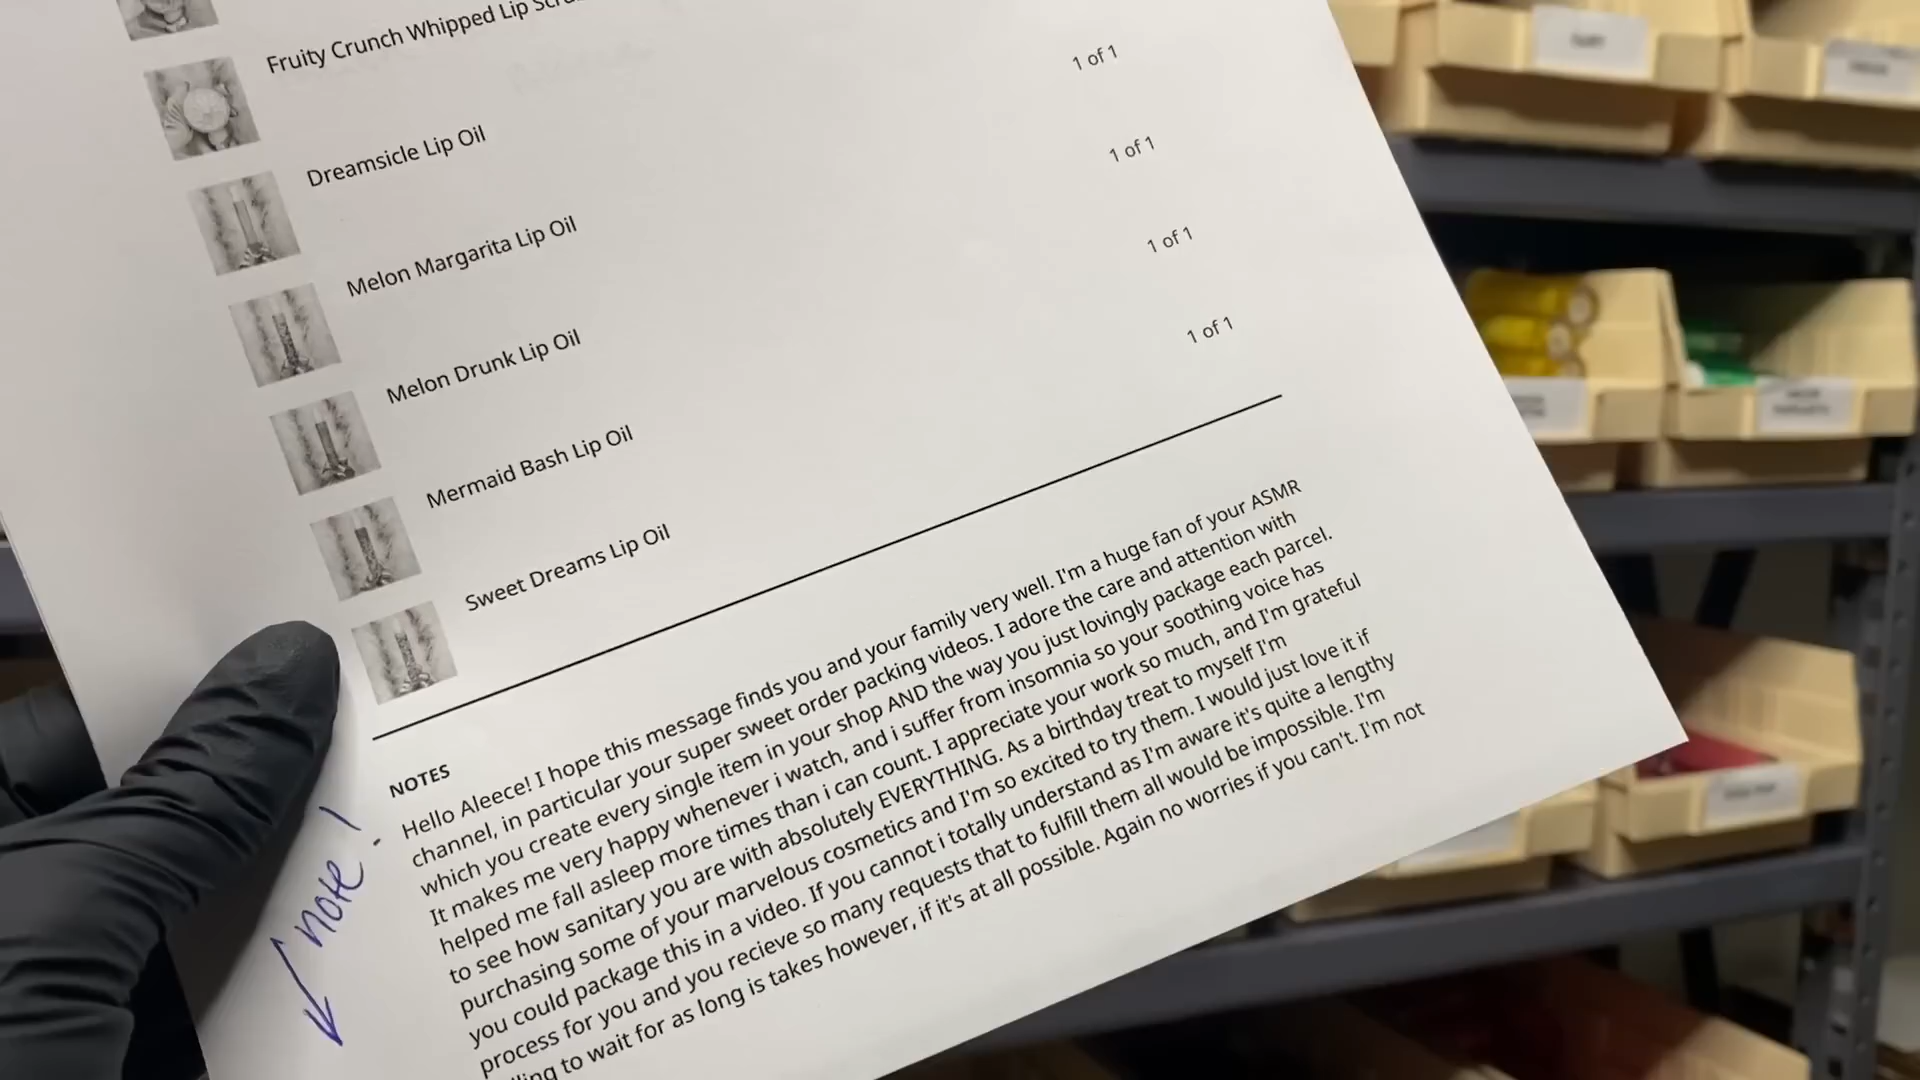 Fruity Crunch Whipped Lip
Dreamsicle Lip Oil
Melon Margarita Lip Oil 1 of 1
Melon Drunk Lip Oil 1 of 1
Mermaid Bash Lip Oil 1 of 1
Sweet Dreams Lip Oil 1 of 1
NOTES
Hello Aleece! I hope this message finds you and your family very well. I'm a huge fan of your ASMR
channel, in particular your super sweet order packing videos. I adore the care and attention with
which you create every single item in your shop AND the way you just lovingly package each parcel.
It makes me very happy whenever i watch, and i suffer from insomnia so your soothing voice has
helped me fall asleep more times than i can count. I appreciate your work so much, and I'm grateful
to see how sanitary you are with absolutely EVERYTHING. As a birthday treat to myself I'm
purchasing some of your marvelous cosmetics and I'm so excited to try them. I would just love it if
you could package this in a video. If you cannot i totally understand as I'm aware it's quite a lengthy
process for you and you recieve so many requests that to fulfill them all would be impossible. I'm
to wait for as long is takes however, if it's at all possible. Again no worries if you can't. I'm not
note!